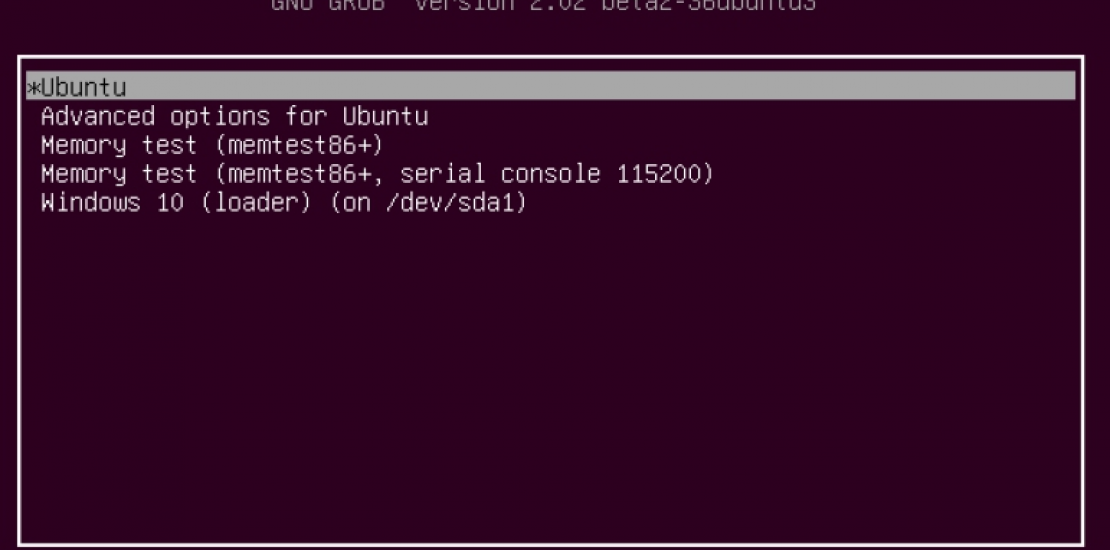 GNU GRUB version 2.02 beta2-36ubuntu3
*Ubuntu
Advanced options for Ubuntu
Memory test (memtest86+)
Memory test (memtest86+, serial console 115200)
Windows 10 (loader) (on /dev/sda1)